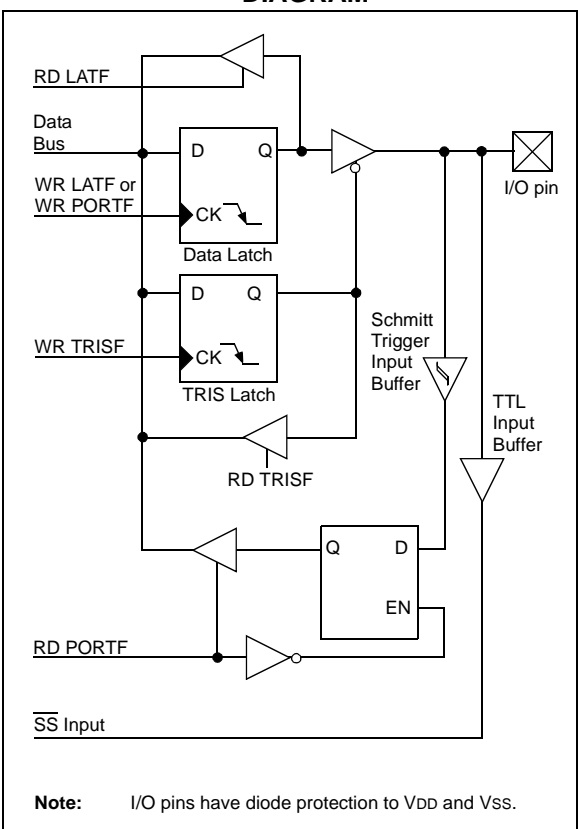 DIAGRAM
RD LATF
Data
Bus
D
Q
WR LATF or
WR PORTF
CK
Data Latch
I/O pin
D
Q
WR TRISF
CK
TRIS Latch
Schmitt
Trigger
Input
Buffer
TTL
Input
Buffer
RD TRISF
Q
D
EN
RD PORTF
SS Input
Note: I/O pins have diode protection to VDD and VSS.